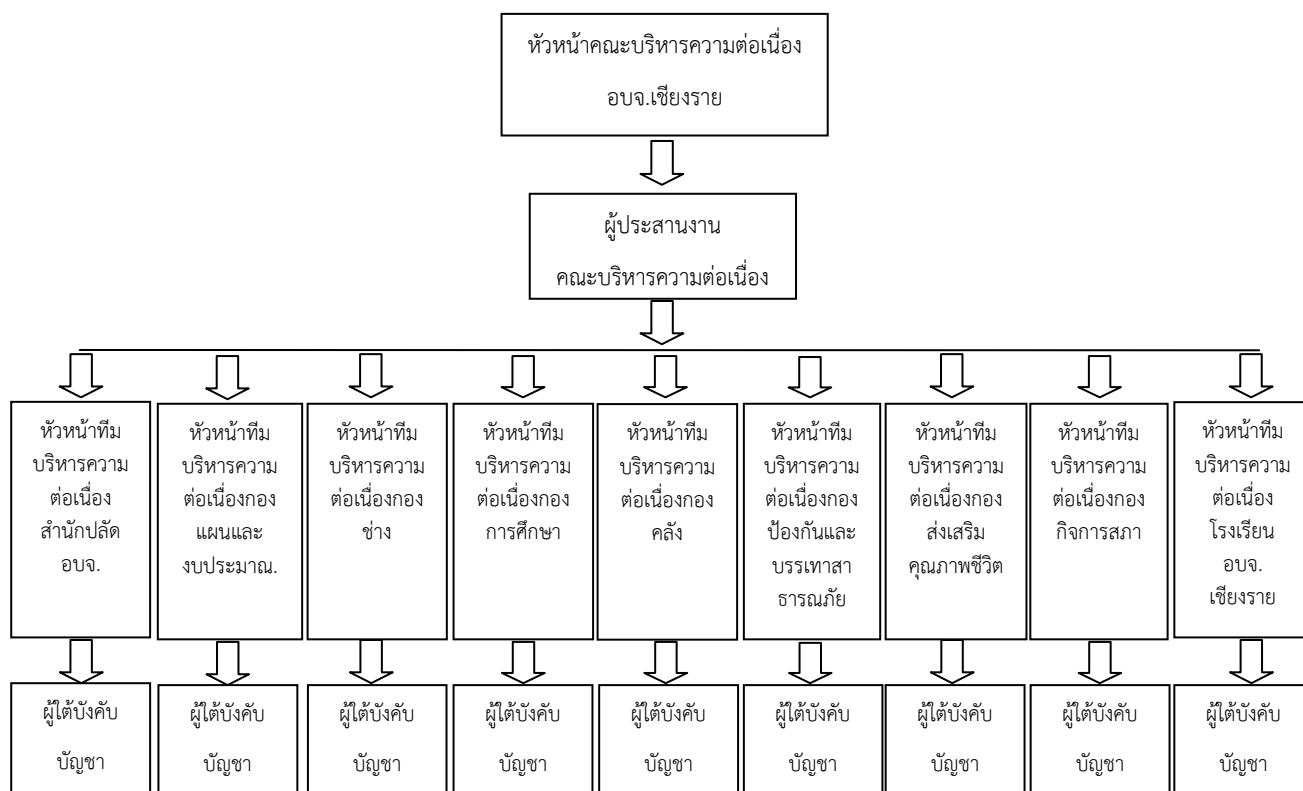 หัวหน้าคณะบริหารความต่อเนื่อง
อบจ.เชียงราย
ผู้ประสานงาน
คณะบริหารความต่อเนื่อง
หัวหน้าทีม
บริหารความ
ต่อเนื่อง
สำนักปลัด
อบจ.
หัวหน้าทีม
บริหารความ
ต่อเนื่องกอง
แผนและ
งบประมาณ.
หัวหน้าทีม
บริหารความ
ต่อเนื่องกอง
ช่าง
หัวหน้าทีม
บริหารความ
ต่อเนื่องกอง
การศึกษา
หัวหน้าทีม
บริหารความ
ต่อเนื่องกอง
คลัง
หัวหน้าทีม
บริหารความ
ต่อเนื่องกอง
ป้องกันและ
บรรเทาสา
ธารณภัย
หัวหน้าทีม
บริหารความ
ต่อเนื่องกอง
ส่งเสริม
คุณภาพชีวิต
หัวหน้าทีม
บริหารความ
ต่อเนื่องกอง
กิจการสภา
หัวหน้าทีม
บริหารความ
ต่อเนื่อง
โรงเรียน
อบจ.
เชียงราย
ผู้ใต้บังคับ
บัญชา
ผู้ใต้บังคับ
บัญชา
ผู้ใต้บังคับ
บัญชา
ผู้ใต้บังคับ
บัญชา
ผู้ใต้บังคับ
บัญชา
ผู้ใต้บังคับ
บัญชา
ผู้ใต้บังคับ
บัญชา
ผู้ใต้บังคับ
บัญชา
ผู้ใต้บังคับ
บัญชา